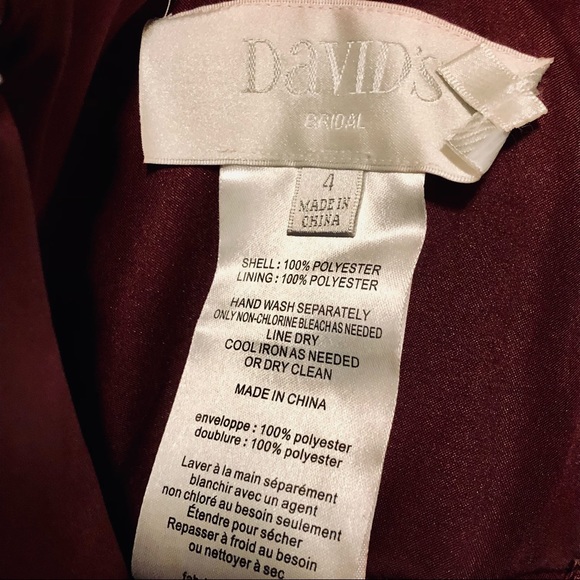 DAVID'S
BRIDAL
4
MADE IN
CHINA
SHELL : 100% POLYESTER
LINING : 100% POLYESTER
HAND WASH SEPARATELY
ONLY NON-CHLORINE BLEACH AS NEEDED
LINE DRY
COOL IRON AS NEEDED
OR DRY CLEAN
MADE IN CHINA
enveloppe : 100% polyester
doublure : 100% polyester
Laver à la main séparément
blanchir avec un agent
non chloré au besoin seulement
Étendre pour sécher
Repasser à froid au besoin
ou nettoyer à sec